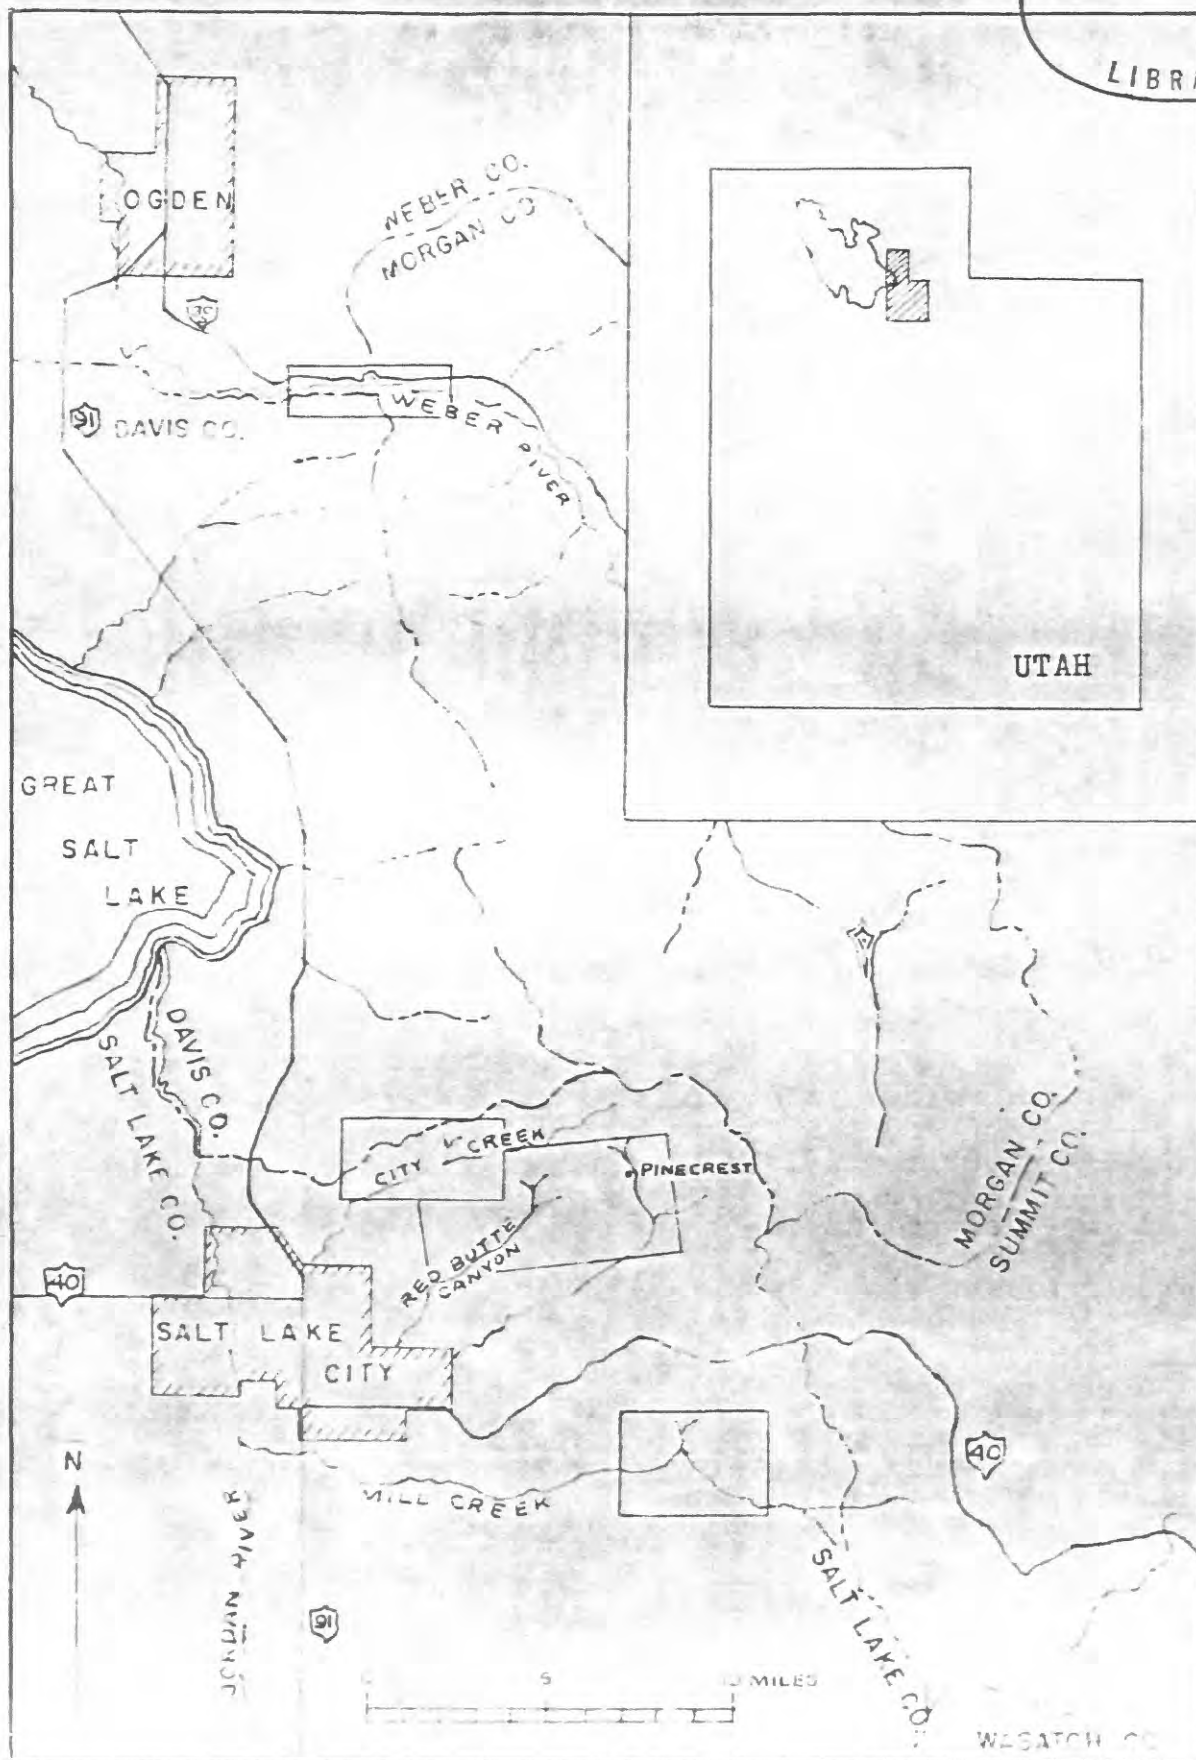 LIBRA
OGDEN
WEBER CO.
MORGAN CO
WEBER RIVER
91
DAVIS CO.
UTAH
GREAT
SALT
LAKE
DAVIS CO.
SALT LAKE CO.
CITY CREEK
PINECREST
RED BUTTE
CANYON
MORGAN CO.
SUMMIT CO.
40
SALT LAKE
CITY
40
N
MILL CREEK
JORDAN RIVER
91
SALT LAKE CO.
0 5 10 MILES
WASATCH CO